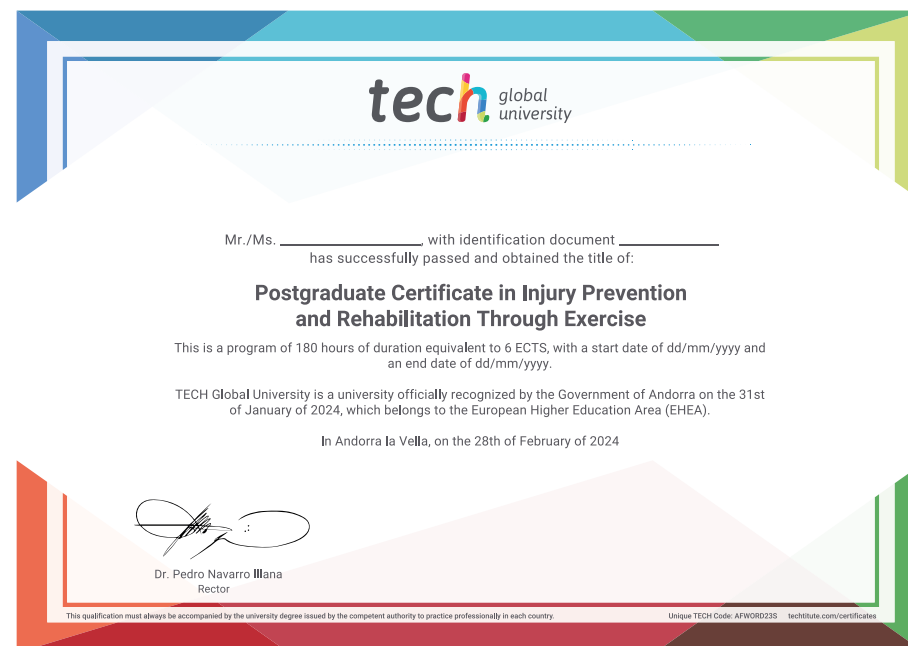 tech global
university
Mr./Ms. ____________________, with identification document ______________
has successfully passed and obtained the title of:
Postgraduate Certificate in Injury Prevention
and Rehabilitation Through Exercise
This is a program of 180 hours of duration equivalent to 6 ECTS, with a start date of dd/mm/yyyy and
an end date of dd/mm/yyyy.
TECH Global University is a university officially recognized by the Government of Andorra on the 31st
of January of 2024, which belongs to the European Higher Education Area (EHEA).
In Andorra la Vella, on the 28th of February of 2024
Dr. Pedro Navarro Illana
Rector
This qualification must always be accompanied by the university degree issued by the competent authority to practice professionally in each country.
Unique TECH Code: AFWORD23S techtitute.com/certificates